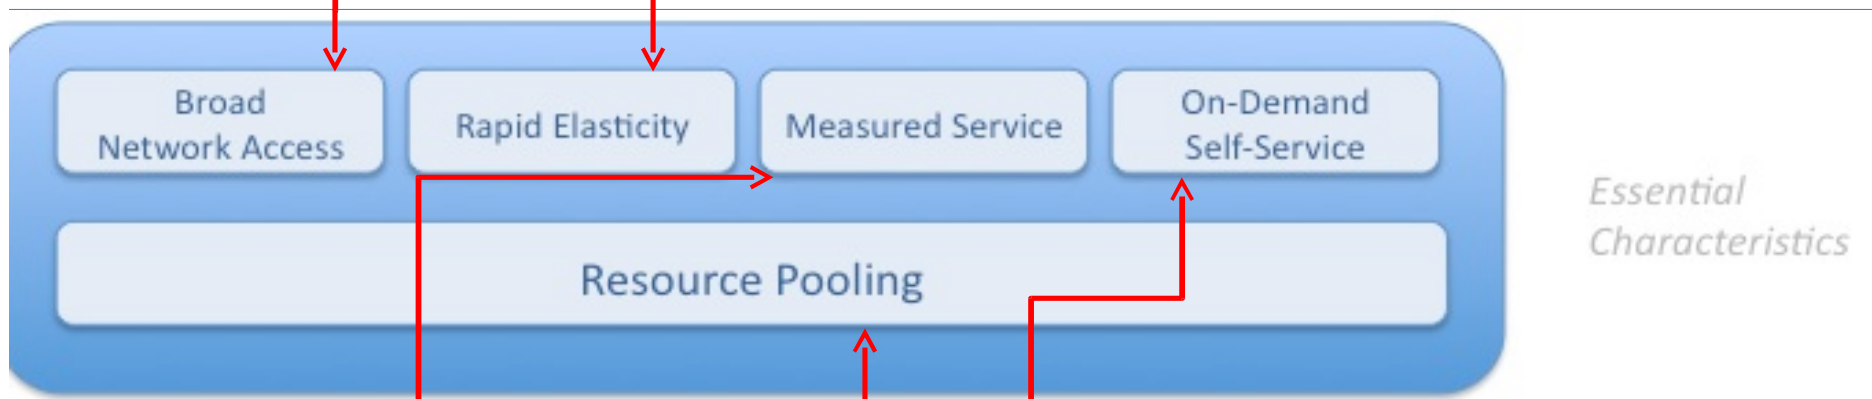 Broad
Network Access
Rapid Elasticity
Measured Service
On-Demand
Self-Service
Essential
Characteristics
Resource Pooling